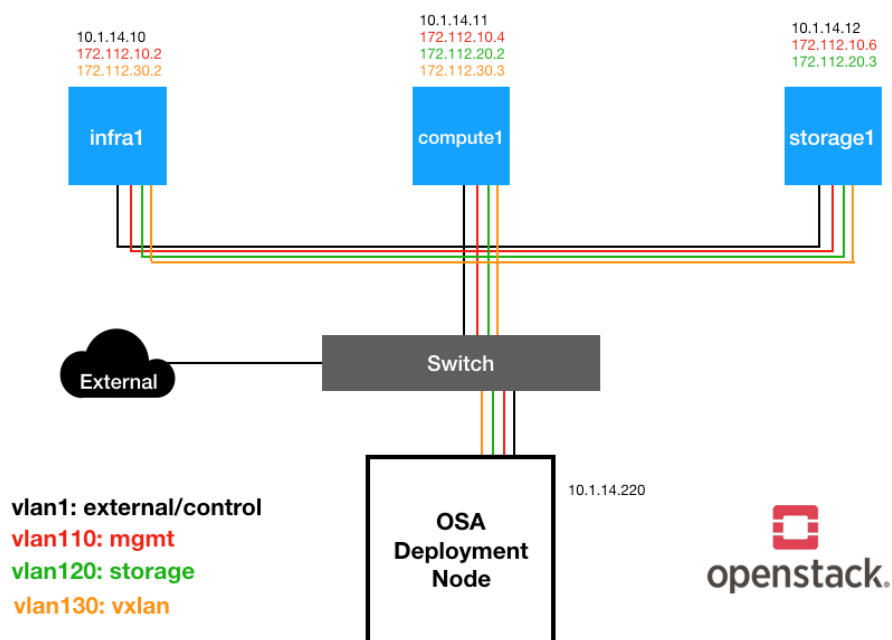 10.1.14.10
172.112.10.2
172.112.30.2
10.1.14.11
172.112.10.4
172.112.20.2
172.112.30.3
10.1.14.12
172.112.10.6
172.112.20.3
infra1
compute1
storage1
External
Switch
OSA
Deployment
Node
10.1.14.220
vlan1: external/control
vlan110: mgmt
vlan120: storage
vlan130: vxlan
openstack.